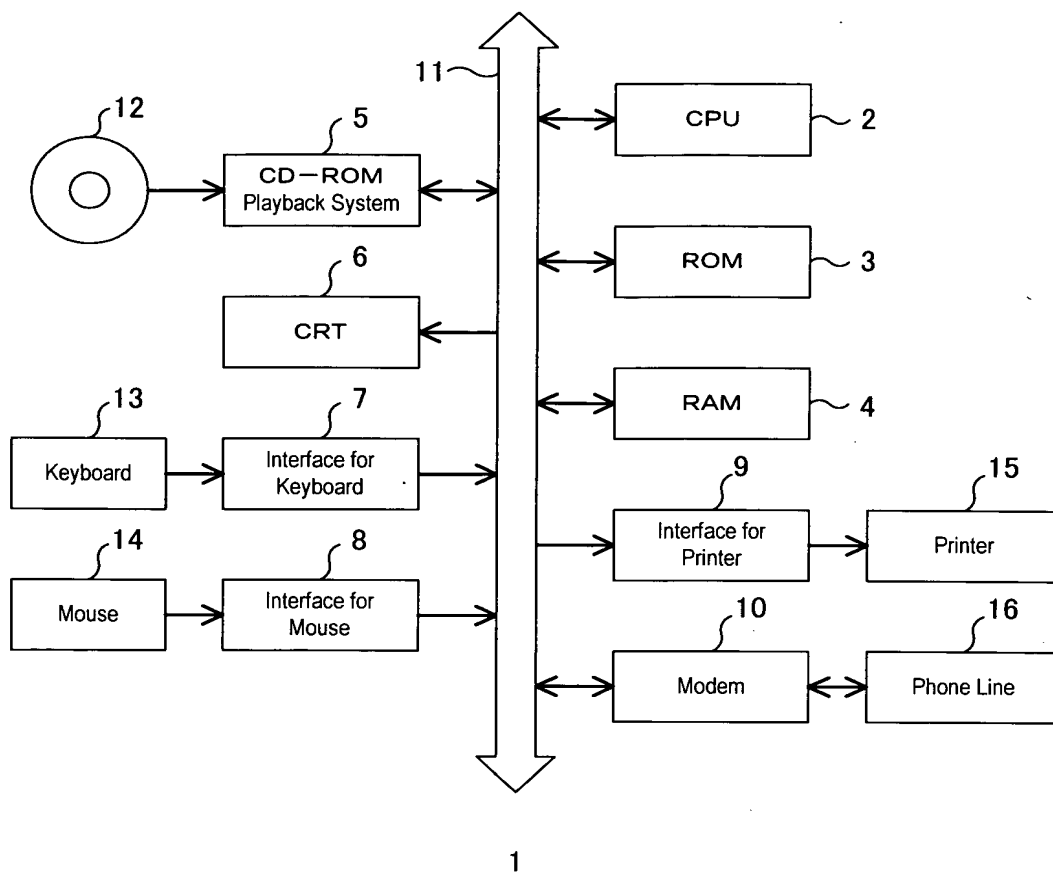 11
12
5
CD-ROM
Playback System
CPU
2
6
CRT
ROM
3
13
7
Keyboard
Interface for
Keyboard
RAM
4
14
8
Mouse
Interface for
Mouse
9
15
Interface for
Printer
Printer
10
16
Modem
Phone Line
1